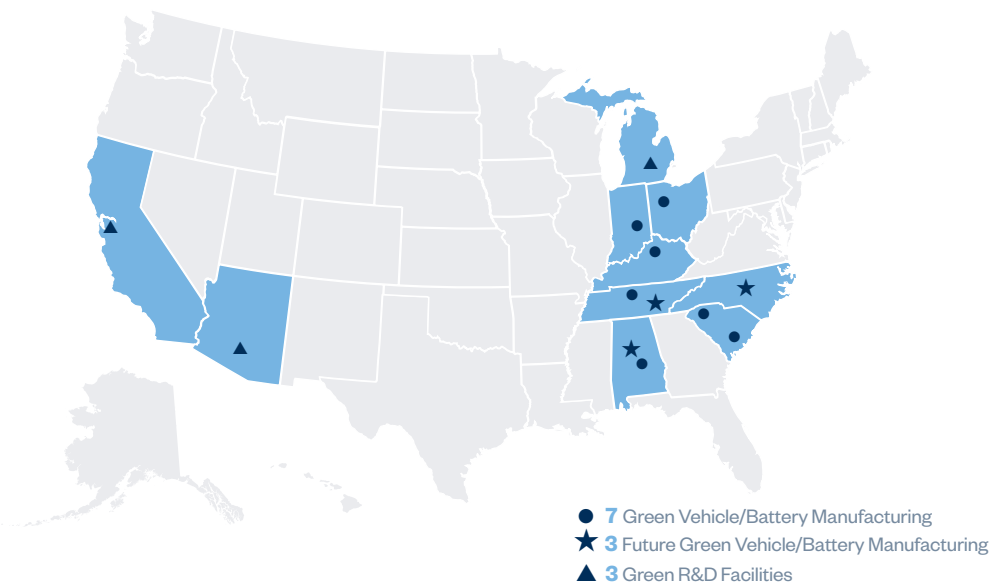 7 Green Vehicle/Battery Manufacturing
3 Future Green Vehicle/Battery Manufacturing
3 Green R&D Facilities